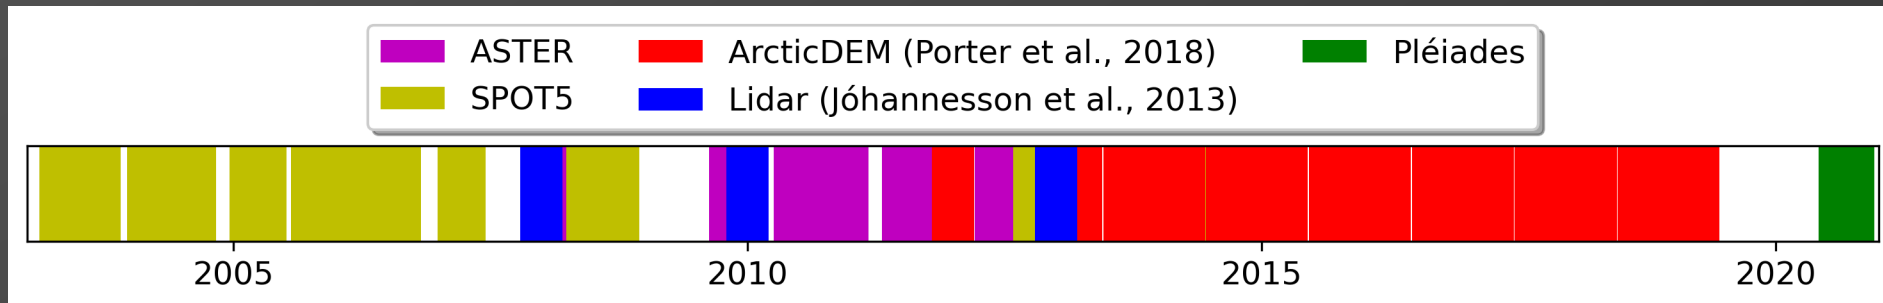 ASTER
SPOT5
ArcticDEM (Porter et al., 2018)
Lidar (Jóhannesson et al., 2013)
Pléiades
2005
2010
2015
2020